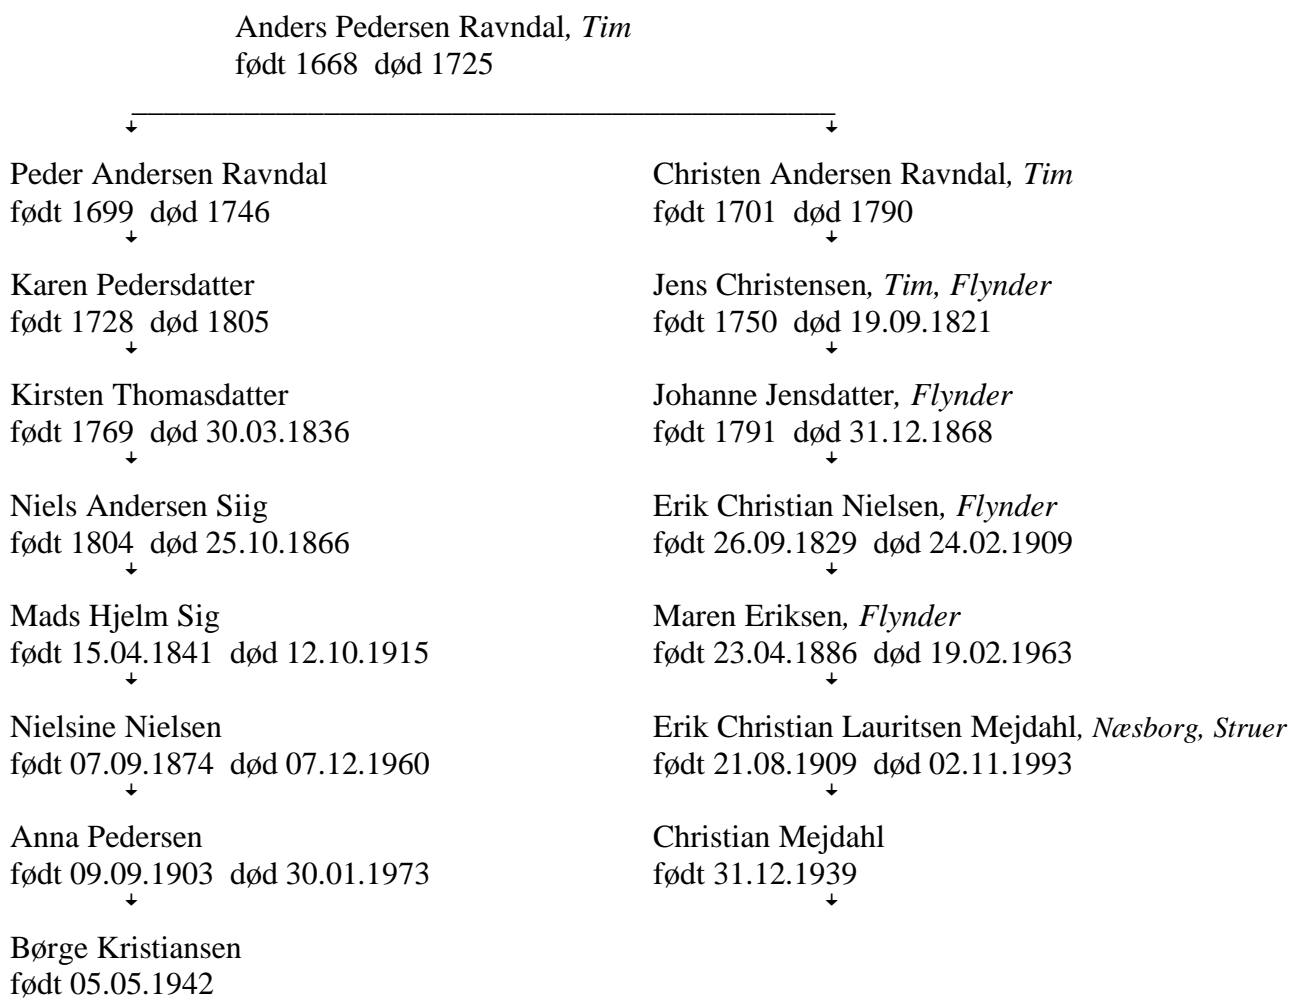 Anders Pedersen Ravndal, Tim
født 1668 død 1725
Peder Andersen Ravndal
født 1699 død 1746
Karen Pedersdatter
født 1728 død 1805
Kirsten Thomasdatter
født 1769 død 30.03.1836
Niels Andersen Siig
født 1804 død 25.10.1866
Mads Hjelm Sig
født 15.04.1841 død 12.10.1915
Nielsine Nielsen
født 07.09.1874 død 07.12.1960
Anna Pedersen
født 09.09.1903 død 30.01.1973
Børge Kristiansen
født 05.05.1942
Christen Andersen Ravndal, Tim
født 1701 død 1790
Jens Christensen, Tim, Flynder
født 1750 død 19.09.1821
Johanne Jensdatter, Flynder
født 1791 død 31.12.1868
Erik Christian Nielsen, Flynder
født 26.09.1829 død 24.02.1909
Maren Eriksen, Flynder
født 23.04.1886 død 19.02.1963
Erik Christian Lauritsen Mejdahl, Næsborg, Struer
født 21.08.1909 død 02.11.1993
Christian Mejdahl
født 31.12.1939